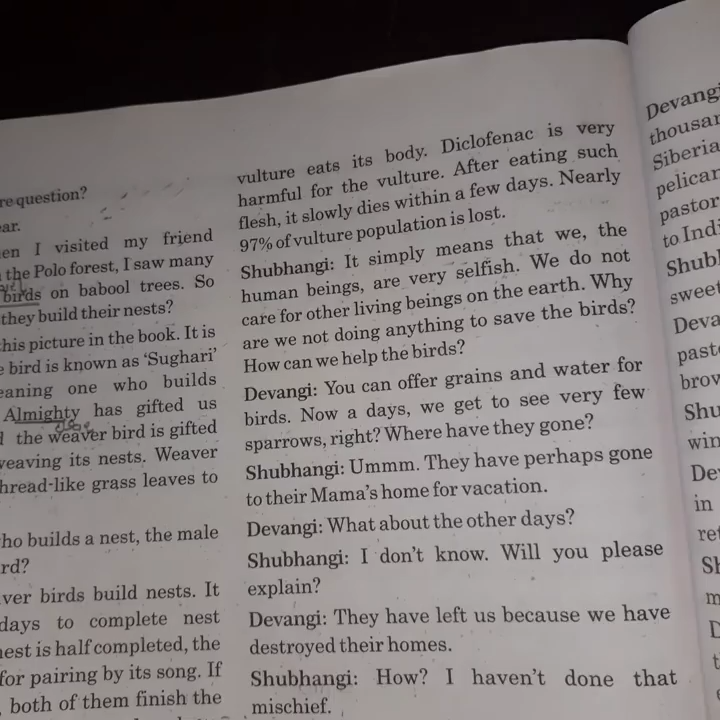 re question?
ear.
en I visited my friend
the Polo forest, I saw many
birds on babool trees. So
they build their nests?
his picture in the book. It is
e bird is known as ‘Sughari’
eaning one who builds
Almighty has gifted us
d the weaver bird is gifted
weaving its nests. Weaver
hread-like grass leaves to
ho builds a nest, the male
rd?
ver birds build nests. It
days to complete nest
nest is half completed, the
for pairing by its song. If
, both of them finish the
vulture eats its body. Diclofenac is very
harmful for the vulture. After eating such
flesh, it slowly dies within a few days. Nearly
97% of vulture population is lost.
Shubhangi: It simply means that we, the
human beings, are very selfish. We do not
care for other living beings on the earth. Why
are we not doing anything to save the birds?
How can we help the birds?
Devangi: You can offer grains and water for
birds. Now a days, we get to see very few
sparrows, right? Where have they gone?
Shubhangi: Ummm. They have perhaps gone
to their Mama's home for vacation.
Devangi: What about the other days?
Shubhangi: I don't know. Will you please
explain?
Devangi: They have left us because we have
destroyed their homes.
Shubhangi: How? I haven't done that
mischief.
Devangi
thousan
Siberia
pelican
pastor
to Indi
Shubh
sweet
Deva
paste
brov
Shu
win
De
in
ret
Sh
m
D
t